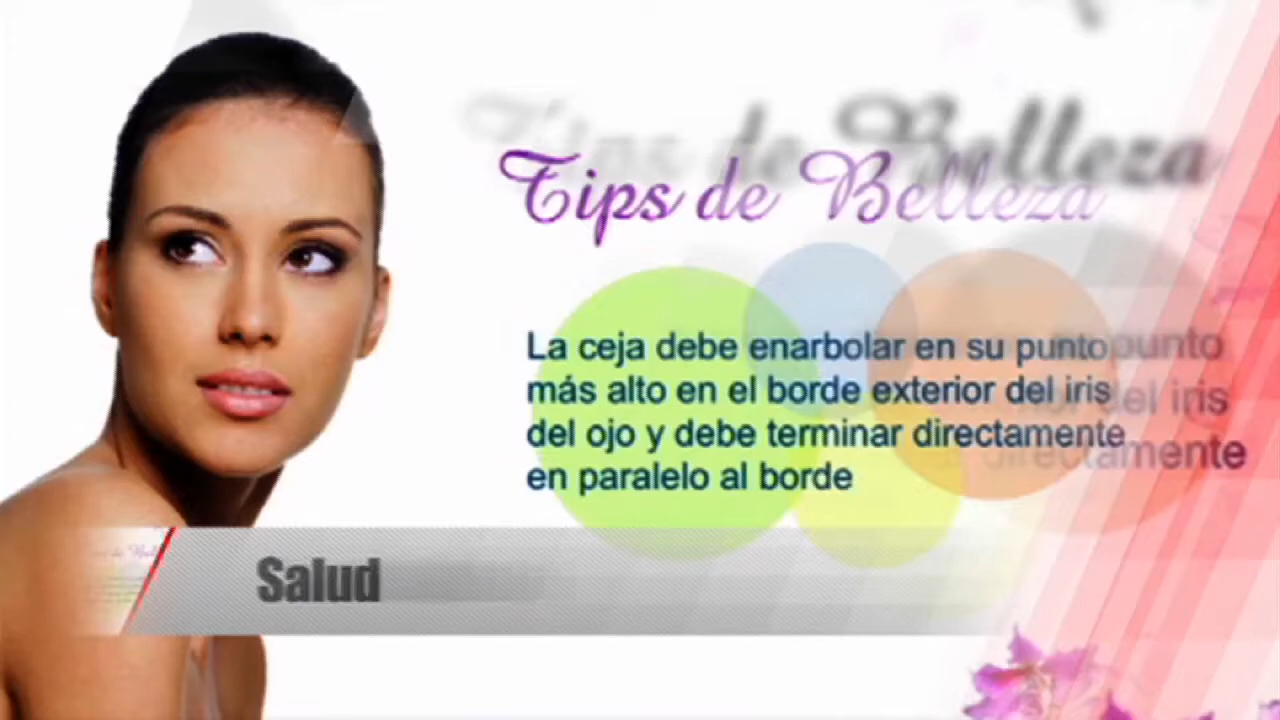 Tips de Belleza
La ceja debe enarbolar en su punto
más alto en el borde exterior del iris
del ojo y debe terminar directamente
en paralelo al borde
Salud